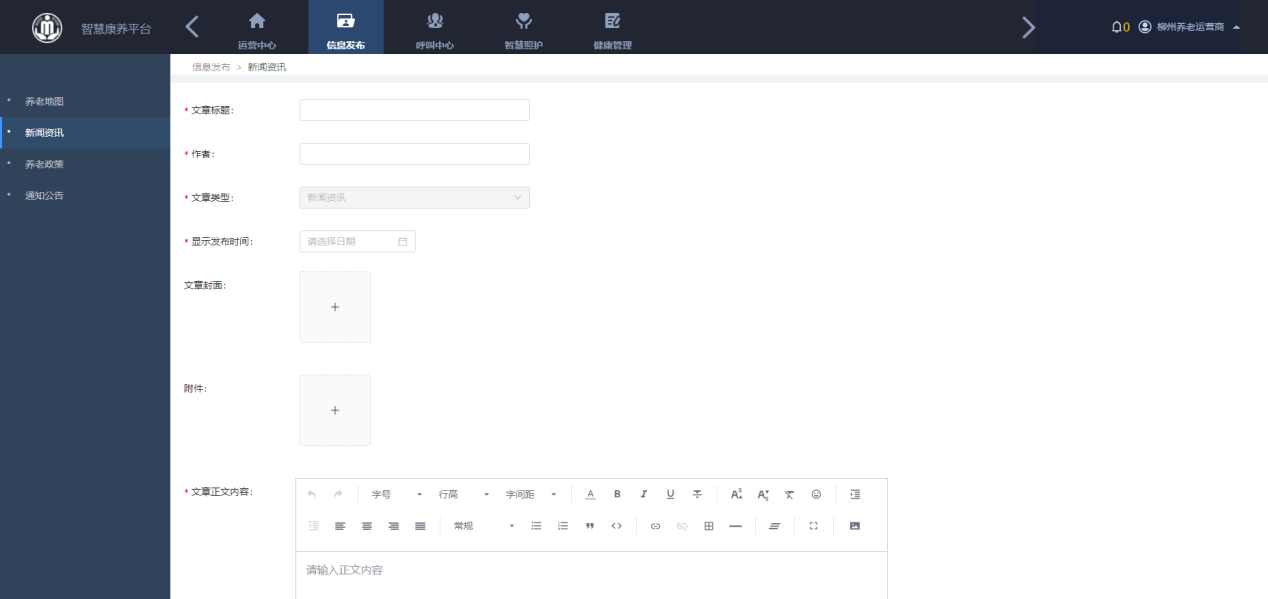 智慧康养平台
运营中心
信息发布
呼叫中心
智慧照护
健康管理
0
柳州养老运营商
养老地图
新闻资讯
养老政策
通知公告
信息发布 > 新闻资讯
* 文章标题:
* 作者:
* 文章类型:
新闻资讯
* 显示发布时间:
请选择日期
文章封面:
+
附件:
+
* 文章正文内容:
字号 行高 字间距 A B I U
常规
请输入正文内容